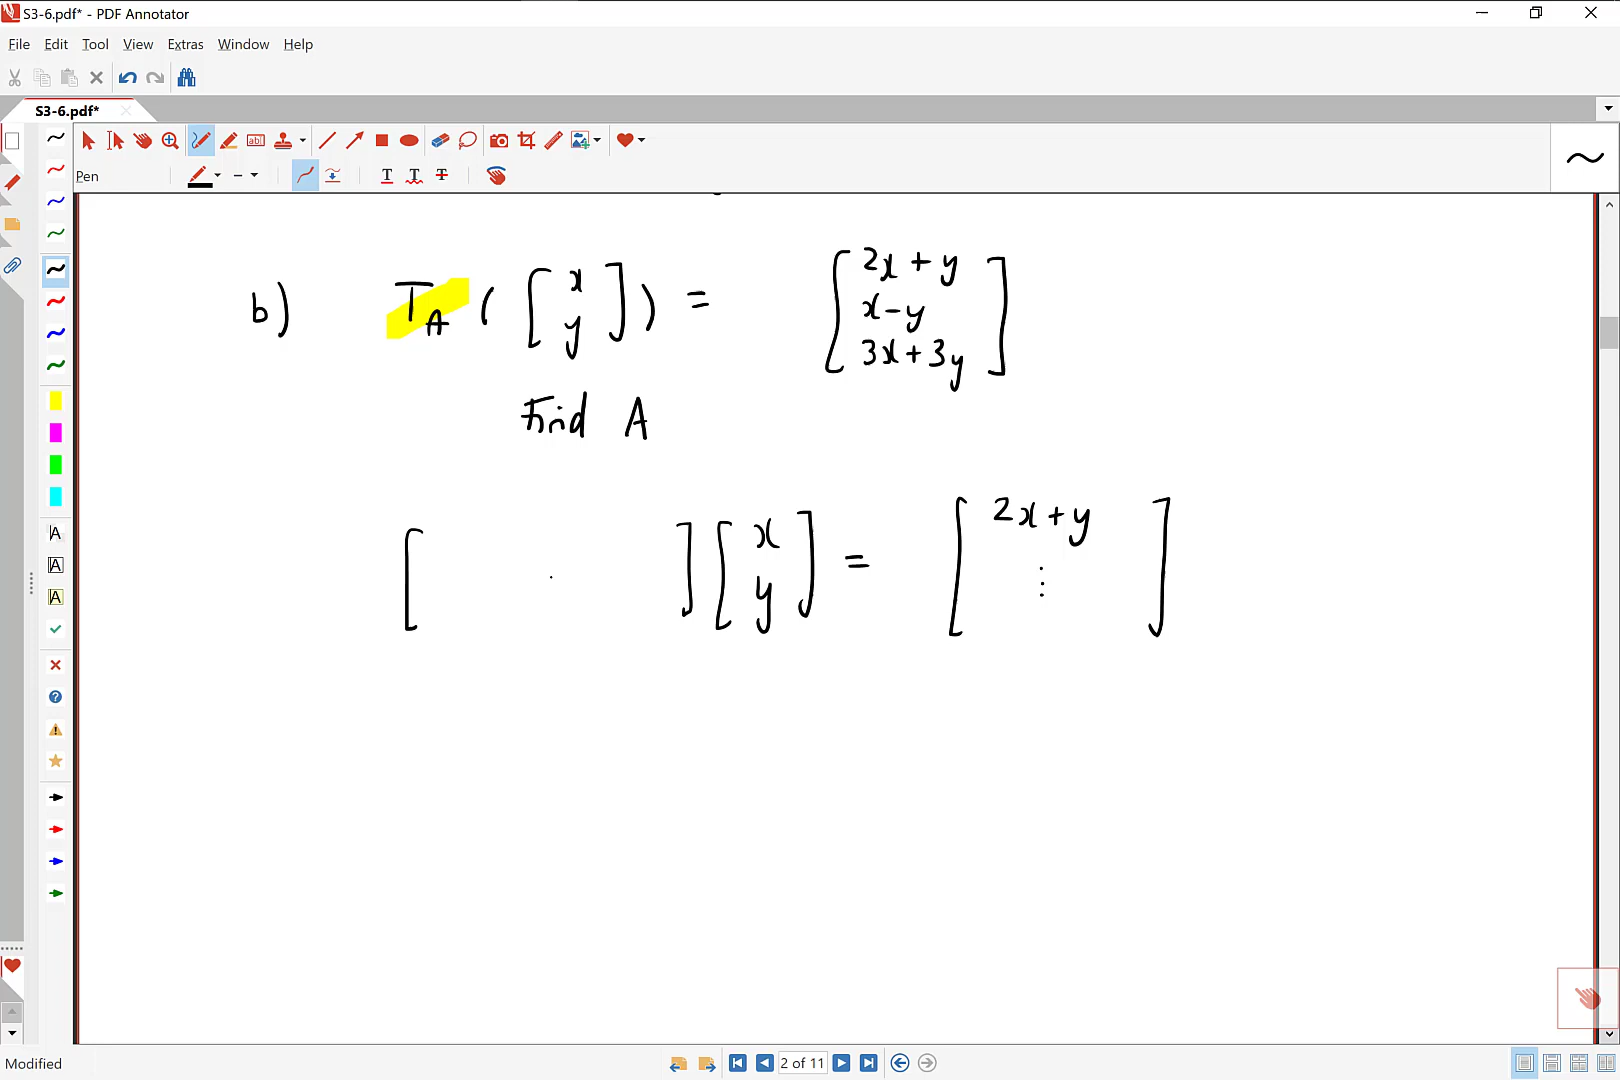 S3-6.pdf* - PDF Annotator
File Edit Tool View Extras Window Help
S3-6.pdf*
Pen
b) T_A ( [ x y ] ) = [ 2x + y
x - y
3x + 3y ]
Find A
[ ] [ x y ] = [ 2x + y
⋮ ]
Modified
2 of 11